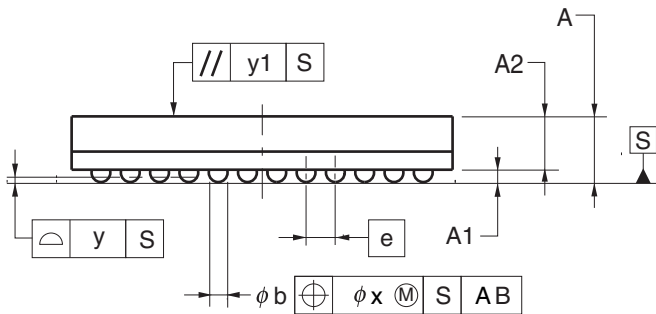 A
// y1 S
A2
S
⌓ y S
e
A1
φb ⌖ φx Ⓜ S AB